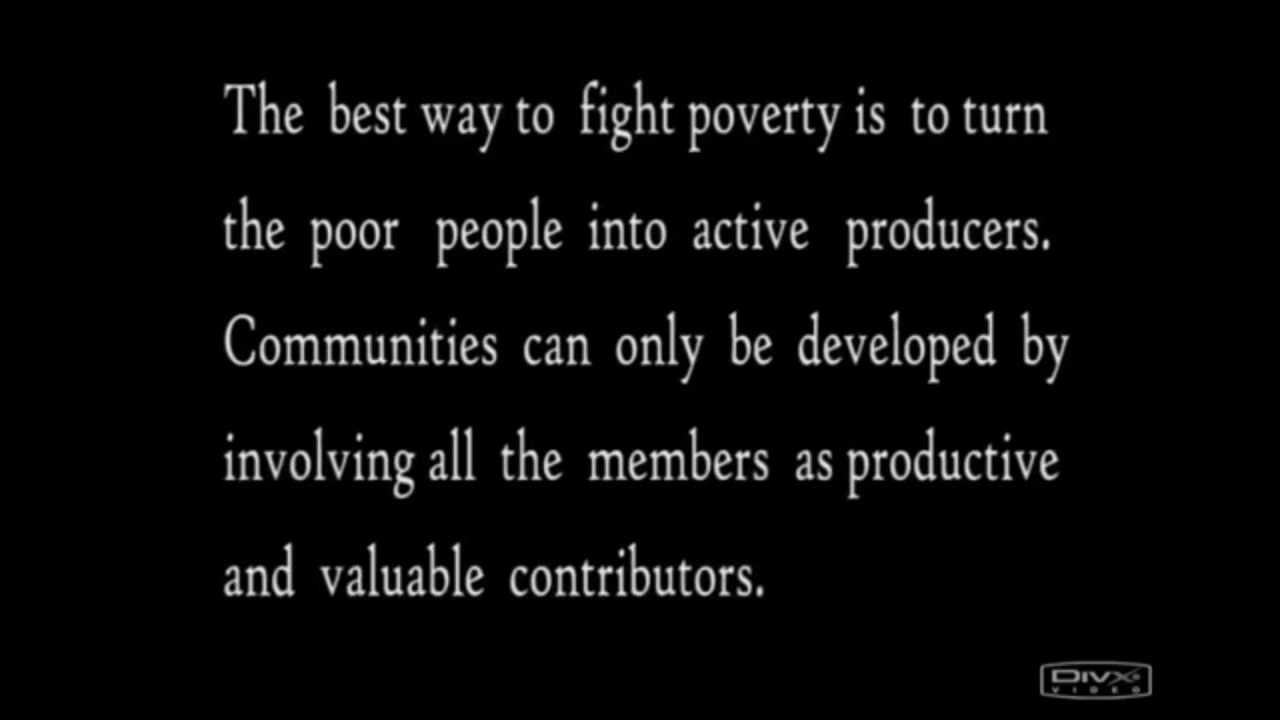 The best way to fight poverty is to turn
the poor people into active producers.
Communities can only be developed by
involving all the members as productive
and valuable contributors.
DivX
VIDEO